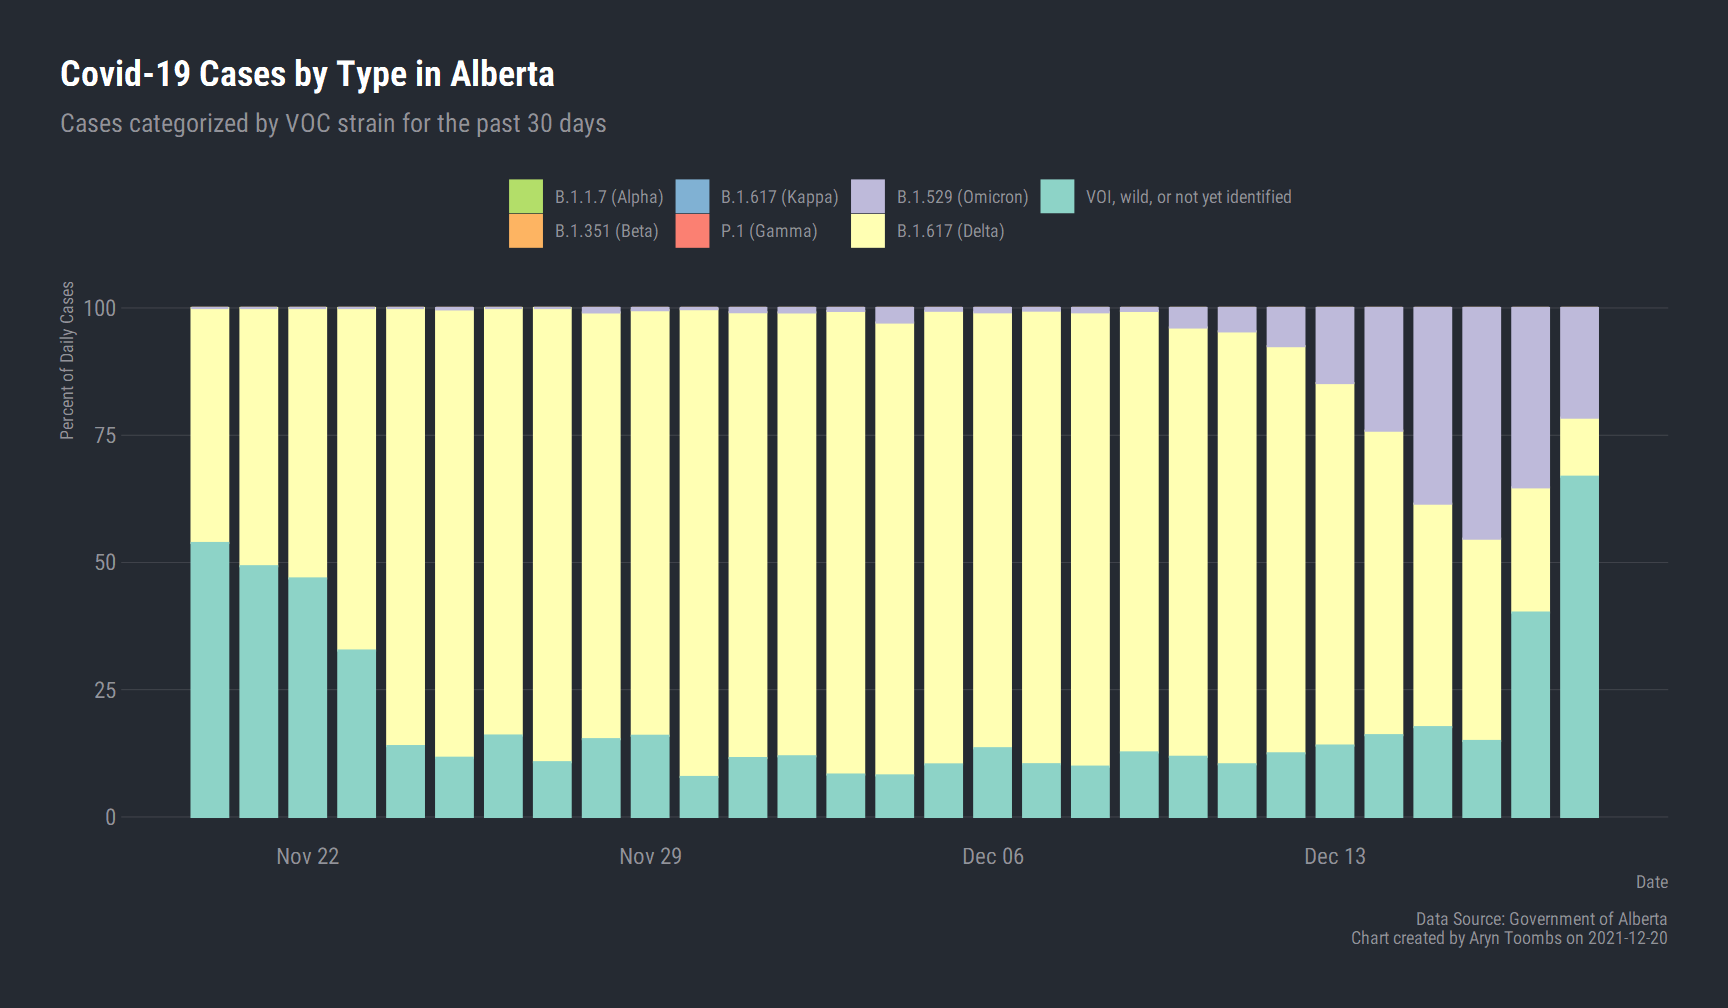 Covid-19 Cases by Type in Alberta
Cases categorized by VOC strain for the past 30 days
B.1.1.7 (Alpha) B.1.617 (Kappa) B.1.529 (Omicron) VOI, wild, or not yet identified
B.1.351 (Beta) P.1 (Gamma) B.1.617 (Delta)
Percent of Daily Cases
100
75
50
25
0
Nov 22 Nov 29 Dec 06 Dec 13
Date
Data Source: Government of Alberta
Chart created by Aryn Toombs on 2021-12-20